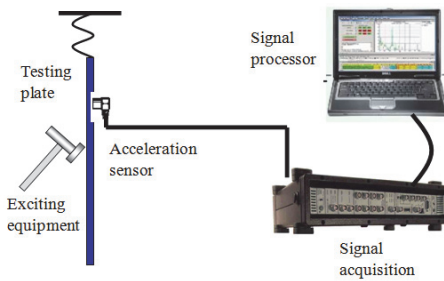 Testing
plate
Signal
processor
Acceleration
sensor
Exciting
equipment
Signal
acquisition